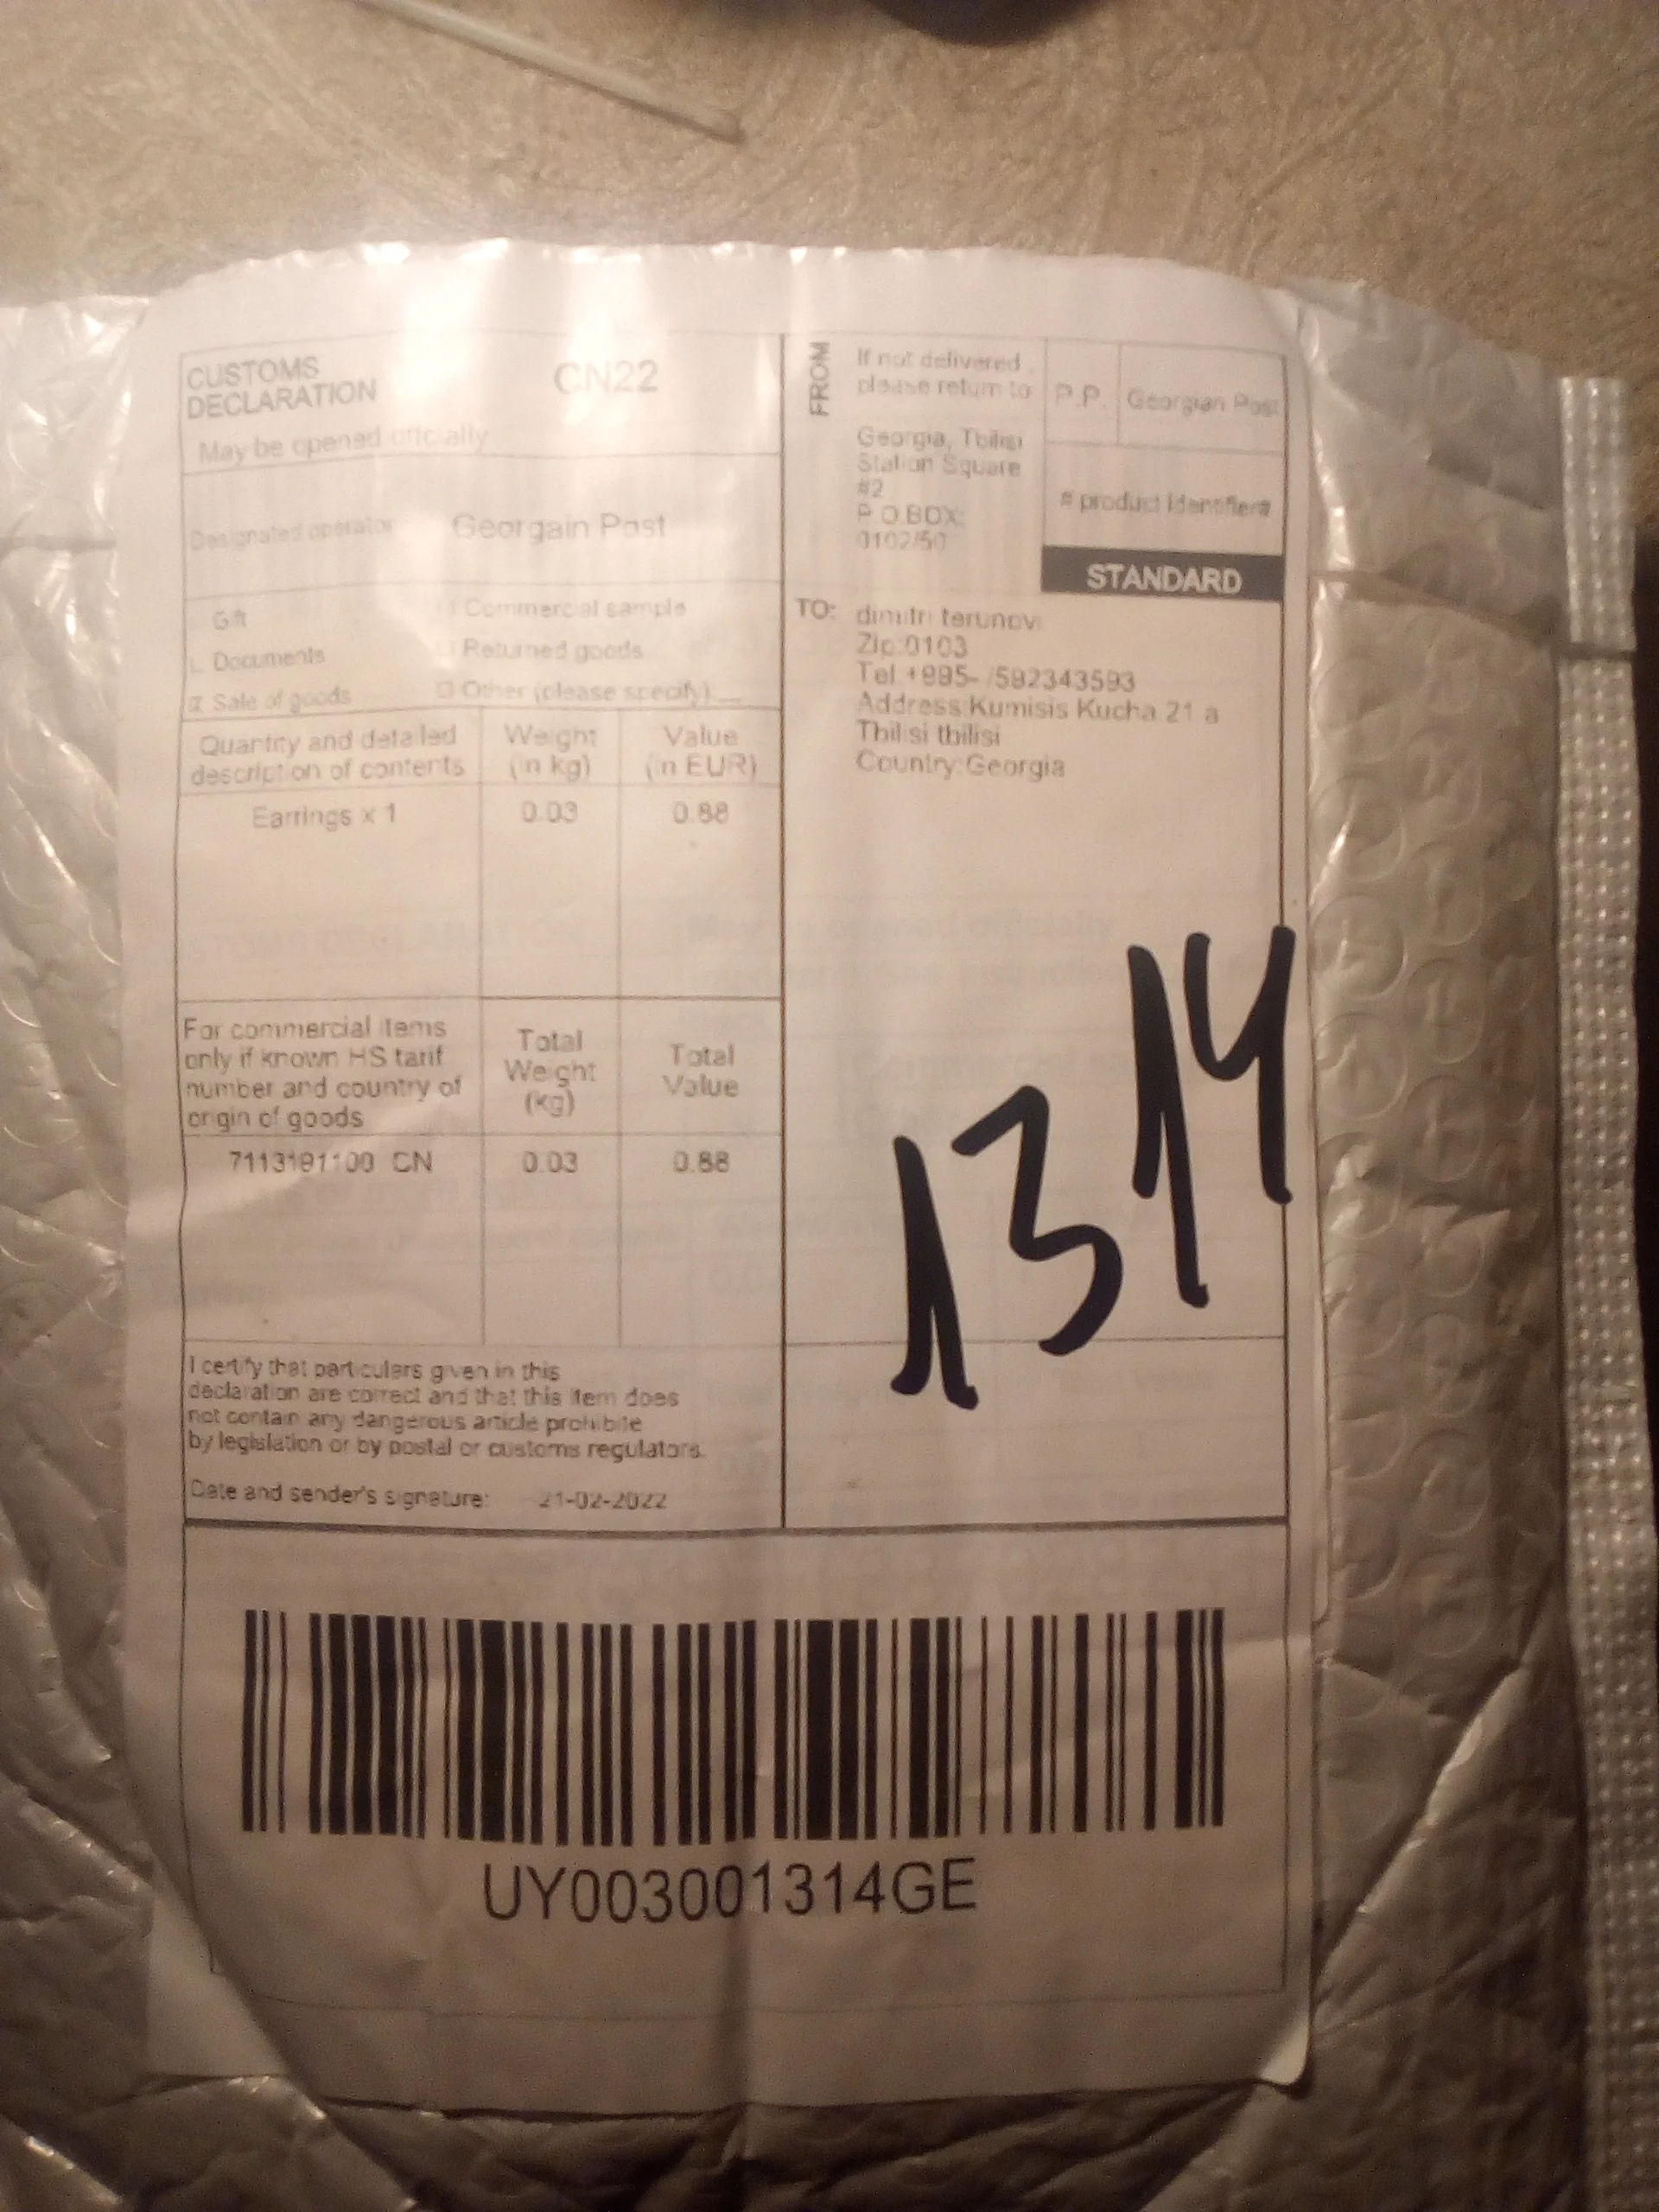 CUSTOMS
DECLARATION
CN22
May be opened officially
Designated operator
Georgain Post
Gift
Commercial sample
Documents
Returned goods
Sale of goods
Other (please specify):__
Quantity and detailed
description of contents
Weight
(in kg)
Value
(in EUR)
Earrings x 1
0.03
0.88
For commercial items
only if known HS tarif
number and country of
origin of goods
Total
Weight
(kg)
Total
Value
7113191100 CN
0.03
0.88
I certify that particulars given in this
declaration are correct and that this item does
not contain any dangerous article prohibite
by legislation or by postal or customs regulators.
Date and sender's signature: 21-02-2022
FROM
If not delivered
please return to
Georgia, Tbilisi
Station Square
#2
P.O.BOX:
0102/50
P.P.
Georgian Post
# product identifier#
STANDARD
TO:
dimitri terunovi
Zip:0103
Tel:+995- /592343593
Address:Kumisis Kucha 21 a
Tbilisi tbilisi
Country:Georgia
1314
UY003001314GE